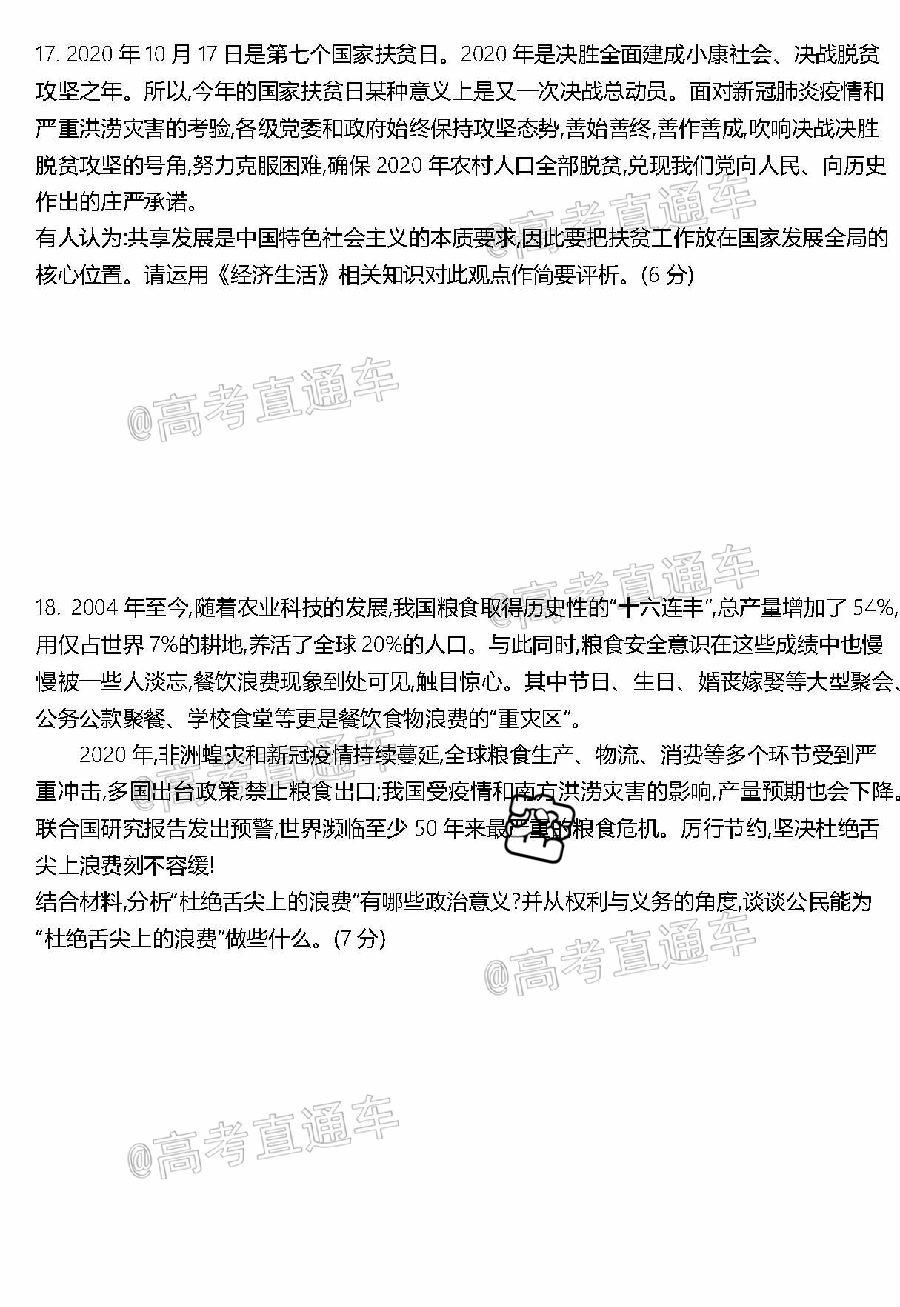 17. 2020 年 10 月 17 日是第七个国家扶贫日。2020 年是决胜全面建成小康社会、决战脱贫
攻坚之年。所以,今年的国家扶贫日某种意义上是又一次决战总动员。面对新冠肺炎疫情和
严重洪涝灾害的考验,各级党委和政府始终保持攻坚态势,善始善终,善作善成,吹响决战决胜
脱贫攻坚的号角,努力克服困难,确保 2020 年农村人口全部脱贫,兑现我们党向人民、向历史
作出的庄严承诺。
@高考直通车
有人认为:共享发展是中国特色社会主义的本质要求,因此要把扶贫工作放在国家发展全局的
核心位置。请运用《经济生活》相关知识对此观点作简要评析。(6 分)
@高考直通车
@高考直通车
18. 2004 年至今,随着农业科技的发展,我国粮食取得历史性的“十六连丰”,总产量增加了 54%,
用仅占世界 7%的耕地,养活了全球 20%的人口。与此同时,粮食安全意识在这些成绩中也慢
慢被一些人淡忘,餐饮浪费现象到处可见,触目惊心。其中节日、生日、婚丧嫁娶等大型聚会、
公务公款聚餐、学校食堂等更是餐饮食物浪费的“重灾区”。
@高考直通车
2020 年,非洲蝗灾和新冠疫情持续蔓延,全球粮食生产、物流、消费等多个环节受到严
重冲击,多国出台政策,禁止粮食出口;我国受疫情和南方洪涝灾害的影响,产量预期也会下降。
联合国研究报告发出预警,世界濒临至少 50 年来最严重的粮食危机。厉行节约,坚决杜绝舌
尖上浪费刻不容缓!
结合材料,分析“杜绝舌尖上的浪费”有哪些政治意义?并从权利与义务的角度,谈谈公民能为
“杜绝舌尖上的浪费”做些什么。(7 分)
@高考直通车
@高考直通车